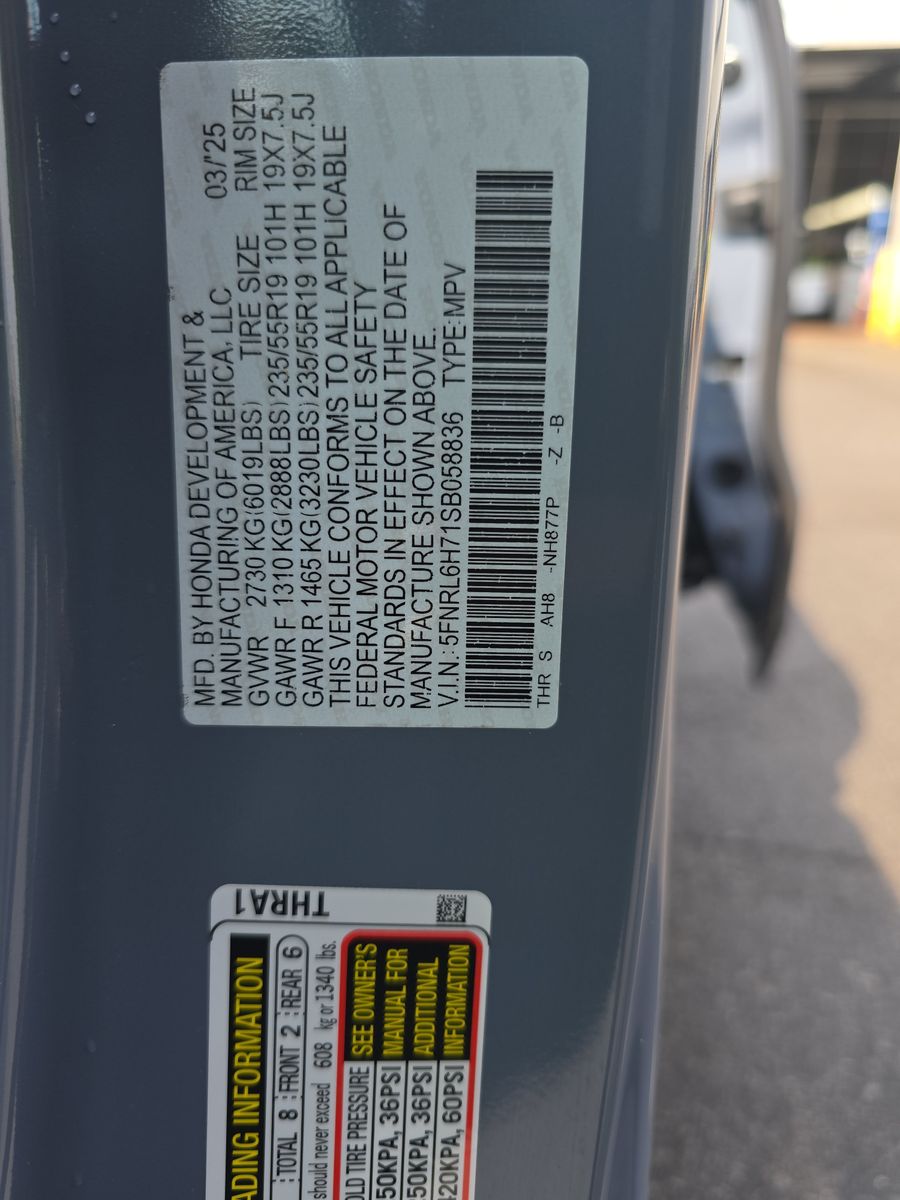 MFD. BY HONDA DEVELOPMENT &
MANUFACTURING OF AMERICA, LLC 03/'25
GVWR 2730 KG(6019LBS) TIRE SIZE RIM SIZE
GAWR F 1310 KG(2888LBS) 235/55R19 101H 19X7.5J
GAWR R 1465 KG(3230LBS) 235/55R19 101H 19X7.5J
THIS VEHICLE CONFORMS TO ALL APPLICABLE
FEDERAL MOTOR VEHICLE SAFETY
STANDARDS IN EFFECT ON THE DATE OF
MANUFACTURE SHOWN ABOVE.
V.I.N.: 5FNRL6H71SB058836 TYPE:MPV
THR S AH8 -NH877P -Z -B
THRA1
ADING INFORMATION
TOTAL 8 FRONT 2 REAR 6
should never exceed 608 kg or 1340 lbs.
OLD TIRE PRESSURE SEE OWNER'S
50KPA, 36PSI MANUAL FOR
50KPA, 36PSI ADDITIONAL
420KPA, 60PSI INFORMATION